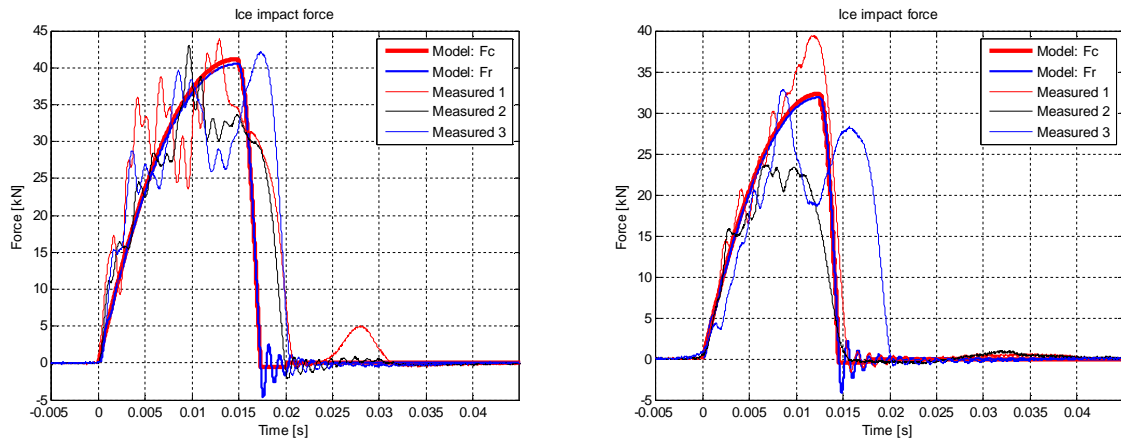 Ice impact force
45
40
35
30
25
20
15
10
5
0
-5
Force [kN]
-0.005 0 0.005 0.01 0.015 0.02 0.025 0.03 0.035 0.04
Time [s]
Model: Fc
Model: Fr
Measured 1
Measured 2
Measured 3
Ice impact force
40
35
30
25
20
15
10
5
0
-5
Force [kN]
-0.005 0 0.005 0.01 0.015 0.02 0.025 0.03 0.035 0.04
Time [s]
Model: Fc
Model: Fr
Measured 1
Measured 2
Measured 3